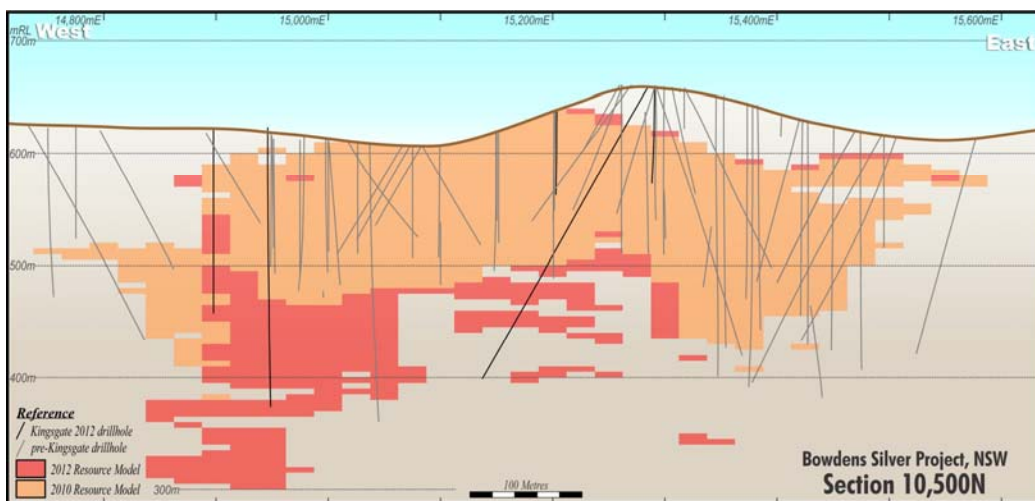 14,800mE 15,000mE 15,200mE 15,400mE 15,600mE
mRL West East
700m
600m
500m
400m
Reference
Kingsgate 2012 drillhole
pre-Kingsgate drillhole
2012 Resource Model
2010 Resource Model
300m
100 Metres
Bowdens Silver Project, NSW
Section 10,500N